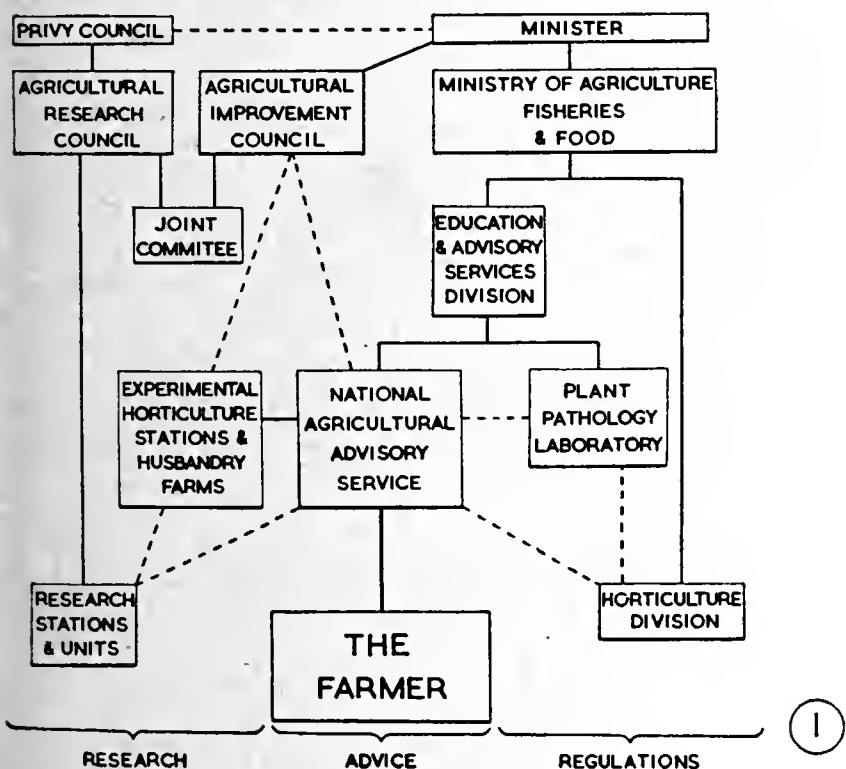 PRIVY COUNCIL
MINISTER
AGRICULTURAL
RESEARCH
COUNCIL
AGRICULTURAL
IMPROVEMENT
COUNCIL
MINISTRY OF AGRICULTURE
FISHERIES
& FOOD
JOINT
COMMITEE
EDUCATION
& ADVISORY
SERVICES
DIVISION
EXPERIMENTAL
HORTICULTURE
STATIONS &
HUSBANDRY
FARMS
NATIONAL
AGRICULTURAL
ADVISORY
SERVICE
PLANT
PATHOLOGY
LABORATORY
RESEARCH
STATIONS
& UNITS
THE
FARMER
HORTICULTURE
DIVISION
RESEARCH
ADVICE
REGULATIONS
1